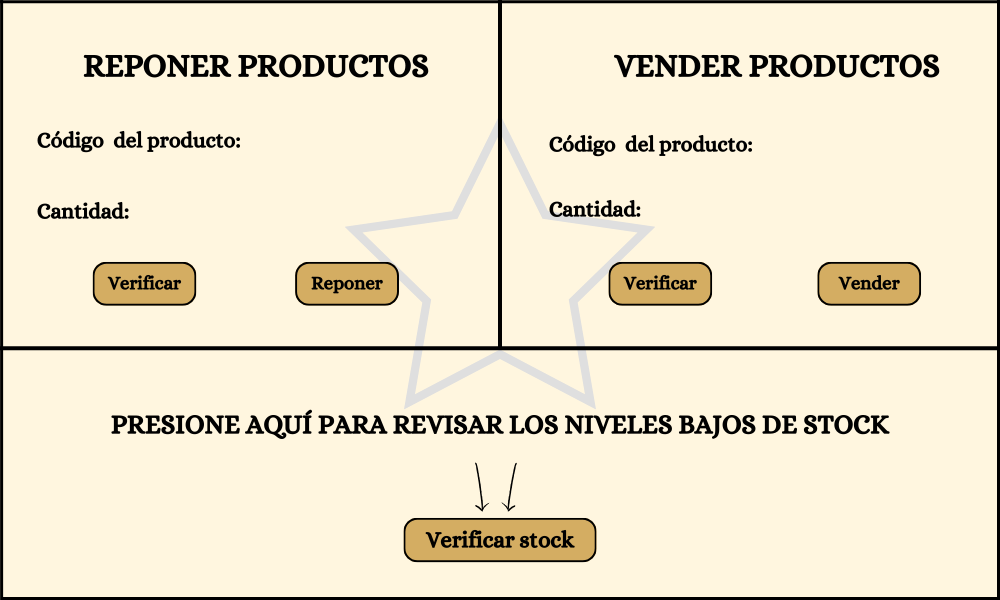 REPONER PRODUCTOS
Código  del producto:
Cantidad:
Verificar
Reponer
VENDER PRODUCTOS
Código  del producto:
Cantidad:
Verificar
Vender
PRESIONE AQUÍ PARA REVISAR LOS NIVELES BAJOS DE STOCK
Verificar stock